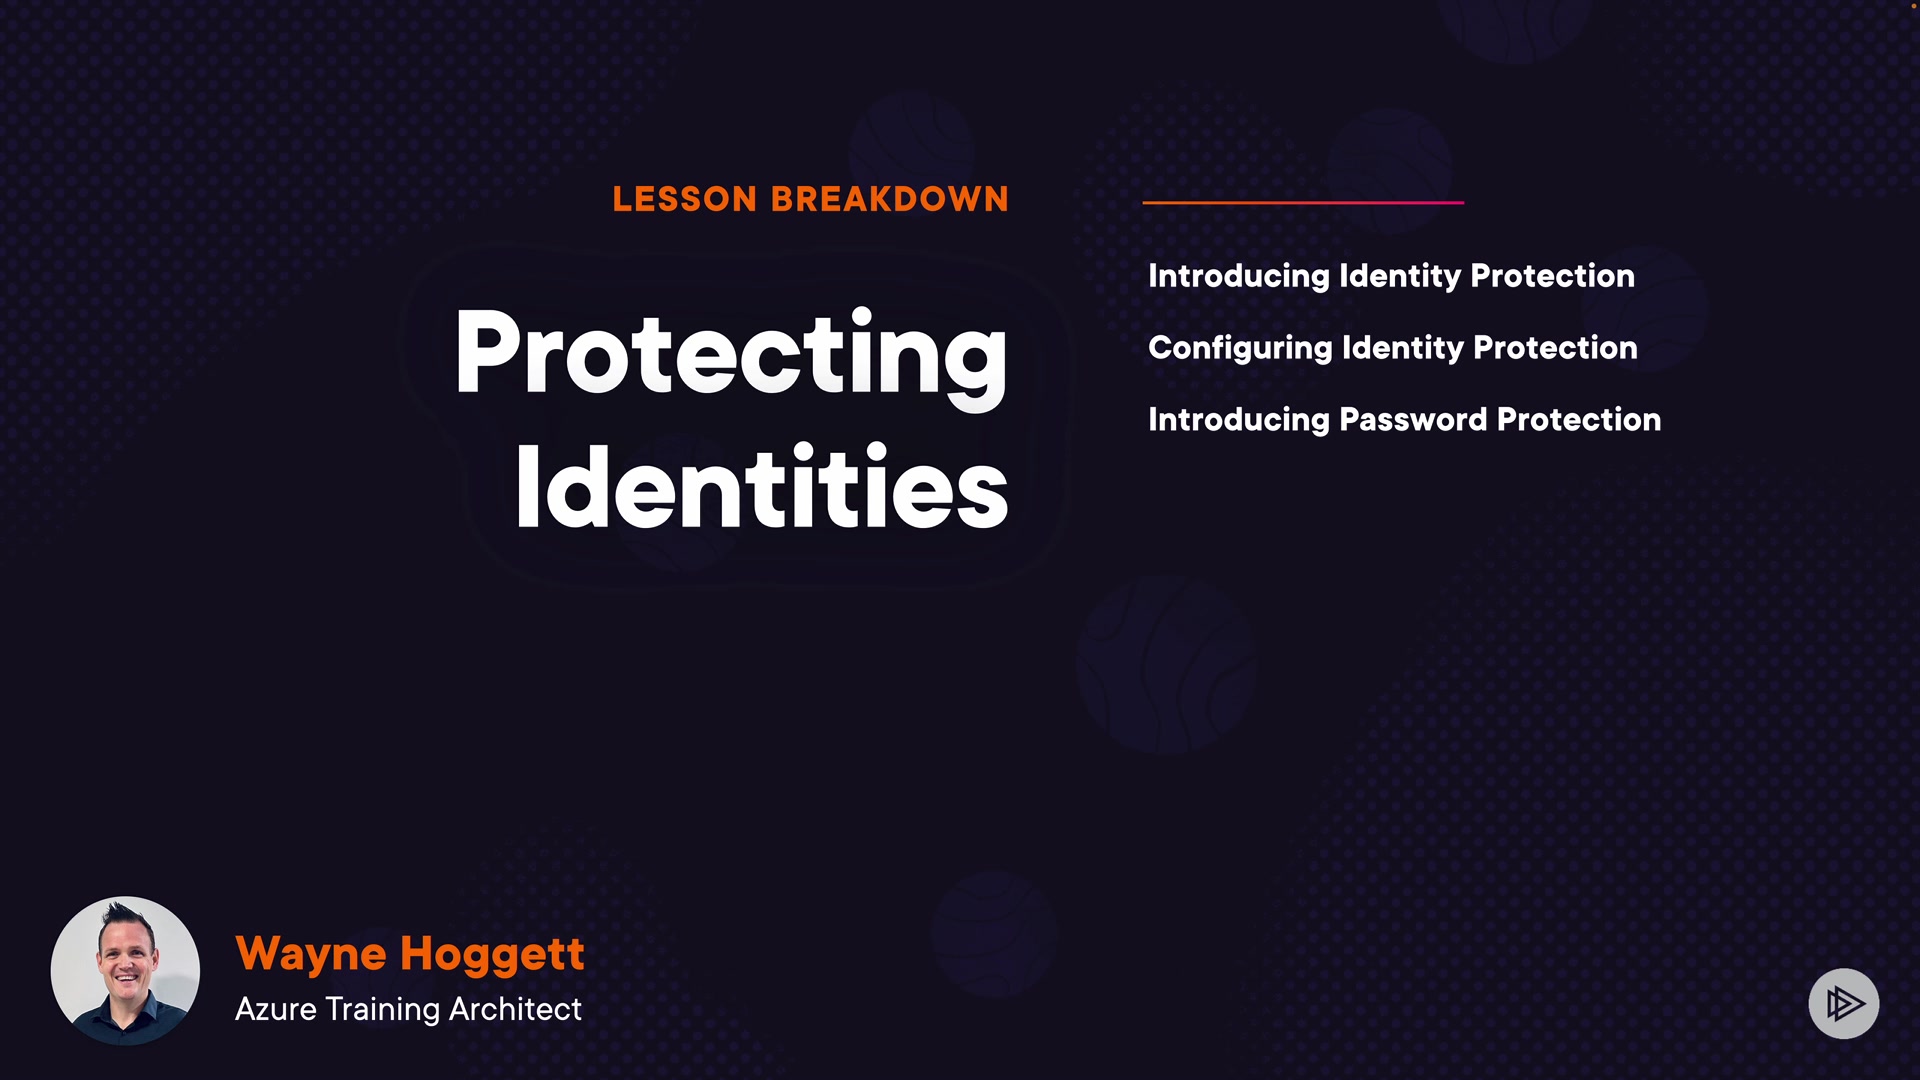 LESSON BREAKDOWN
Protecting
Identities
Introducing Identity Protection
Configuring Identity Protection
Introducing Password Protection
Wayne Hoggett
Azure Training Architect